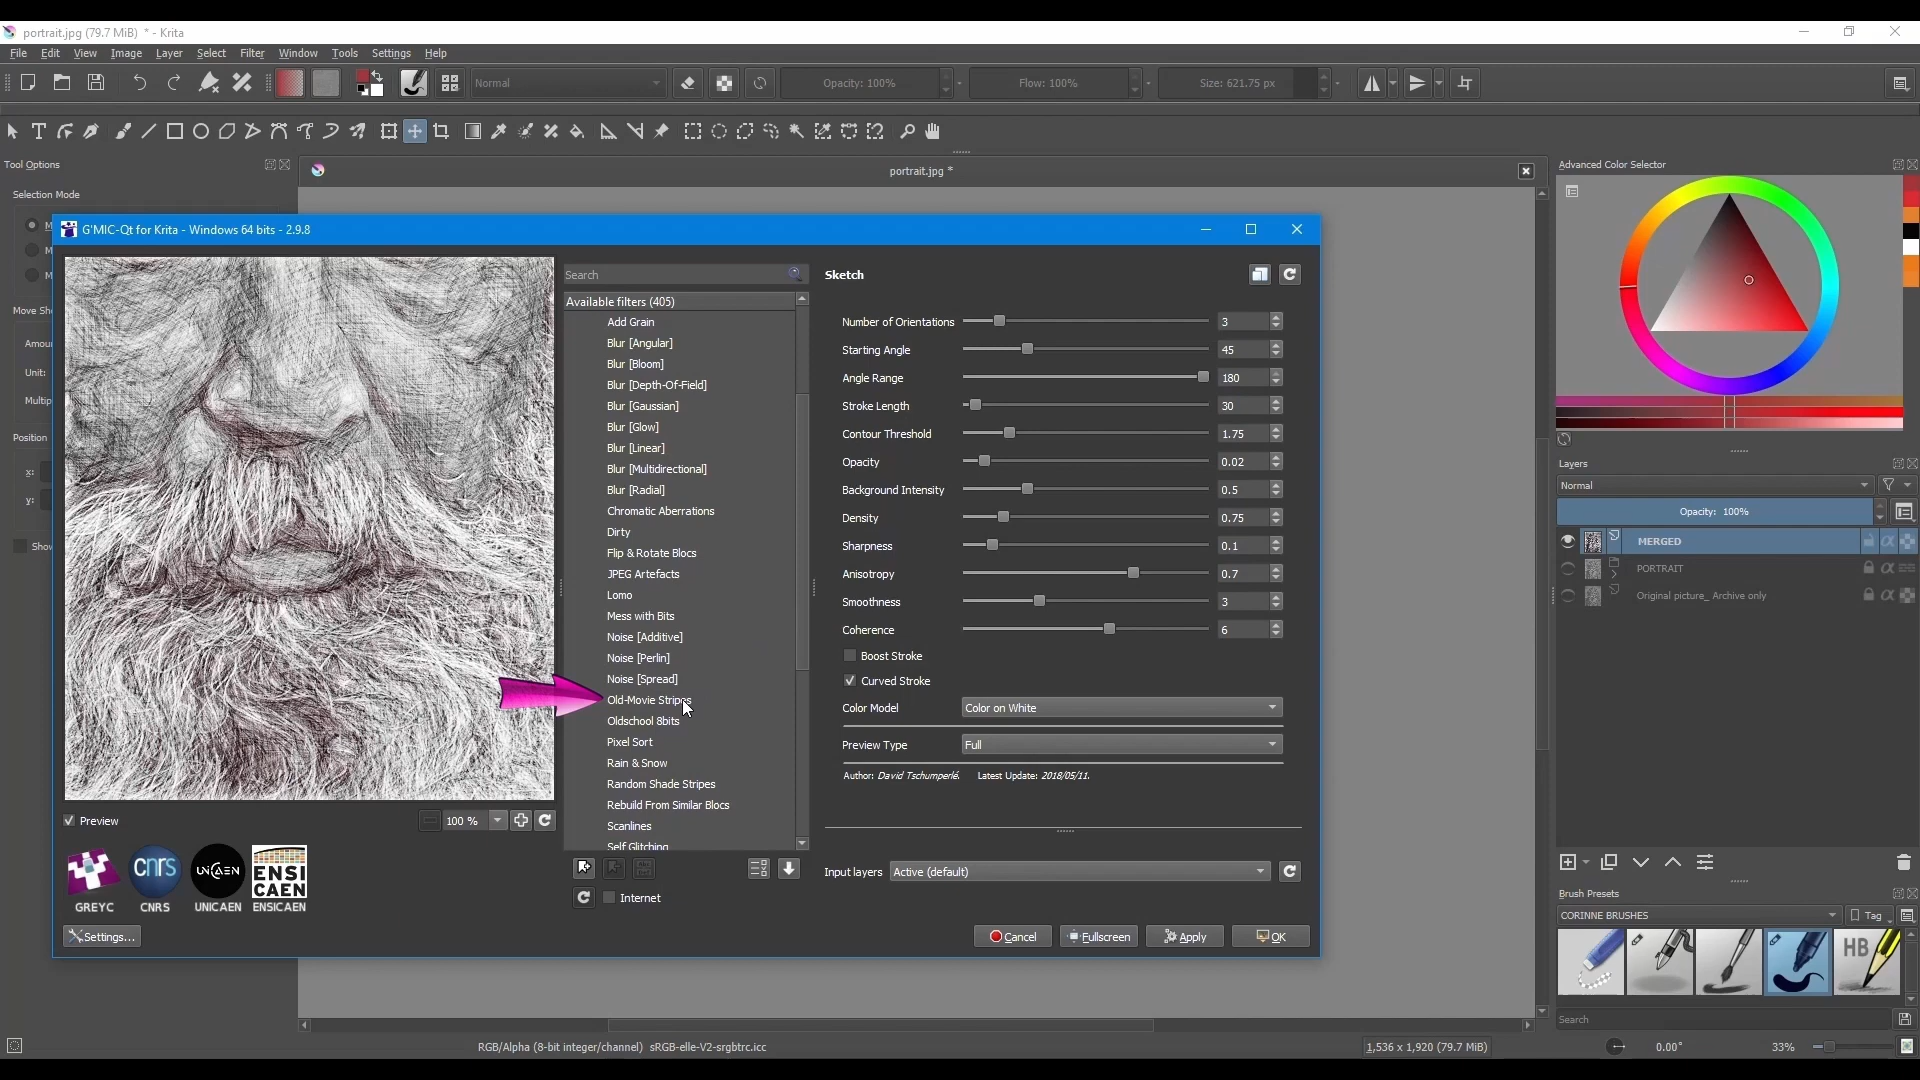 portrait.jpg (79.7 MiB) * - Krita
File Edit View Image Layer Select Filter Window Tools Settings Help
Normal
Opacity: 100%
Flow: 100%
Size: 621.75 px
Tool Options
portrait.jpg *
Advanced Color Selector
Selection Mode
M
M
M
Move Sh
Amou
Unit:
Multip
Position
x:
y:
Show
G'MIC-Qt for Krita - Windows 64 bits - 2.9.8
Search
Available filters (405)
Add Grain
Blur [Angular]
Blur [Bloom]
Blur [Depth-Of-Field]
Blur [Gaussian]
Blur [Glow]
Blur [Linear]
Blur [Multidirectional]
Blur [Radial]
Chromatic Aberrations
Dirty
Flip & Rotate Blocs
JPEG Artefacts
Lomo
Mess with Bits
Noise [Additive]
Noise [Perlin]
Noise [Spread]
Old-Movie Stripes
Oldschool 8bits
Pixel Sort
Rain & Snow
Random Shade Stripes
Rebuild From Similar Blocs
Scanlines
Self Glitching
Internet
Sketch
Number of Orientations 3
Starting Angle 45
Angle Range 180
Stroke Length 30
Contour Threshold 1.75
Opacity 0.02
Background Intensity 0.5
Density 0.75
Sharpness 0.1
Anisotropy 0.7
Smoothness 3
Coherence 6
Boost Stroke
Curved Stroke
Color Model Color on White
Preview Type Full
Author: David Tschumperlé. Latest Update: 2018/05/11.
Input layers Active (default)
Preview
100 %
GREYC
cnrs
CNRS
UNICAEN
UNICAEN
ENSI
CAEN
ENSICAEN
Settings...
Cancel Fullscreen Apply OK
Layers
Normal
Opacity: 100%
MERGED
PORTRAIT
Original picture_ Archive only
Brush Presets
CORINNE BRUSHES
Tag
HB
Search
RGB/Alpha (8-bit integer/channel) sRGB-elle-V2-srgbtrc.icc
1,536 x 1,920 (79.7 MiB)
0.00°
33%